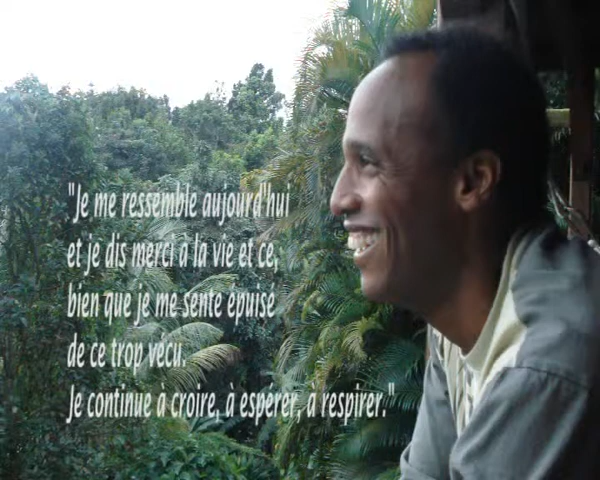 "Je me ressemble aujourd'hui
et je dis merci à la vie et ce,
bien que je me sente épuisé
de ce trop vécu.
Je continue à croire, à espérer, à respirer."